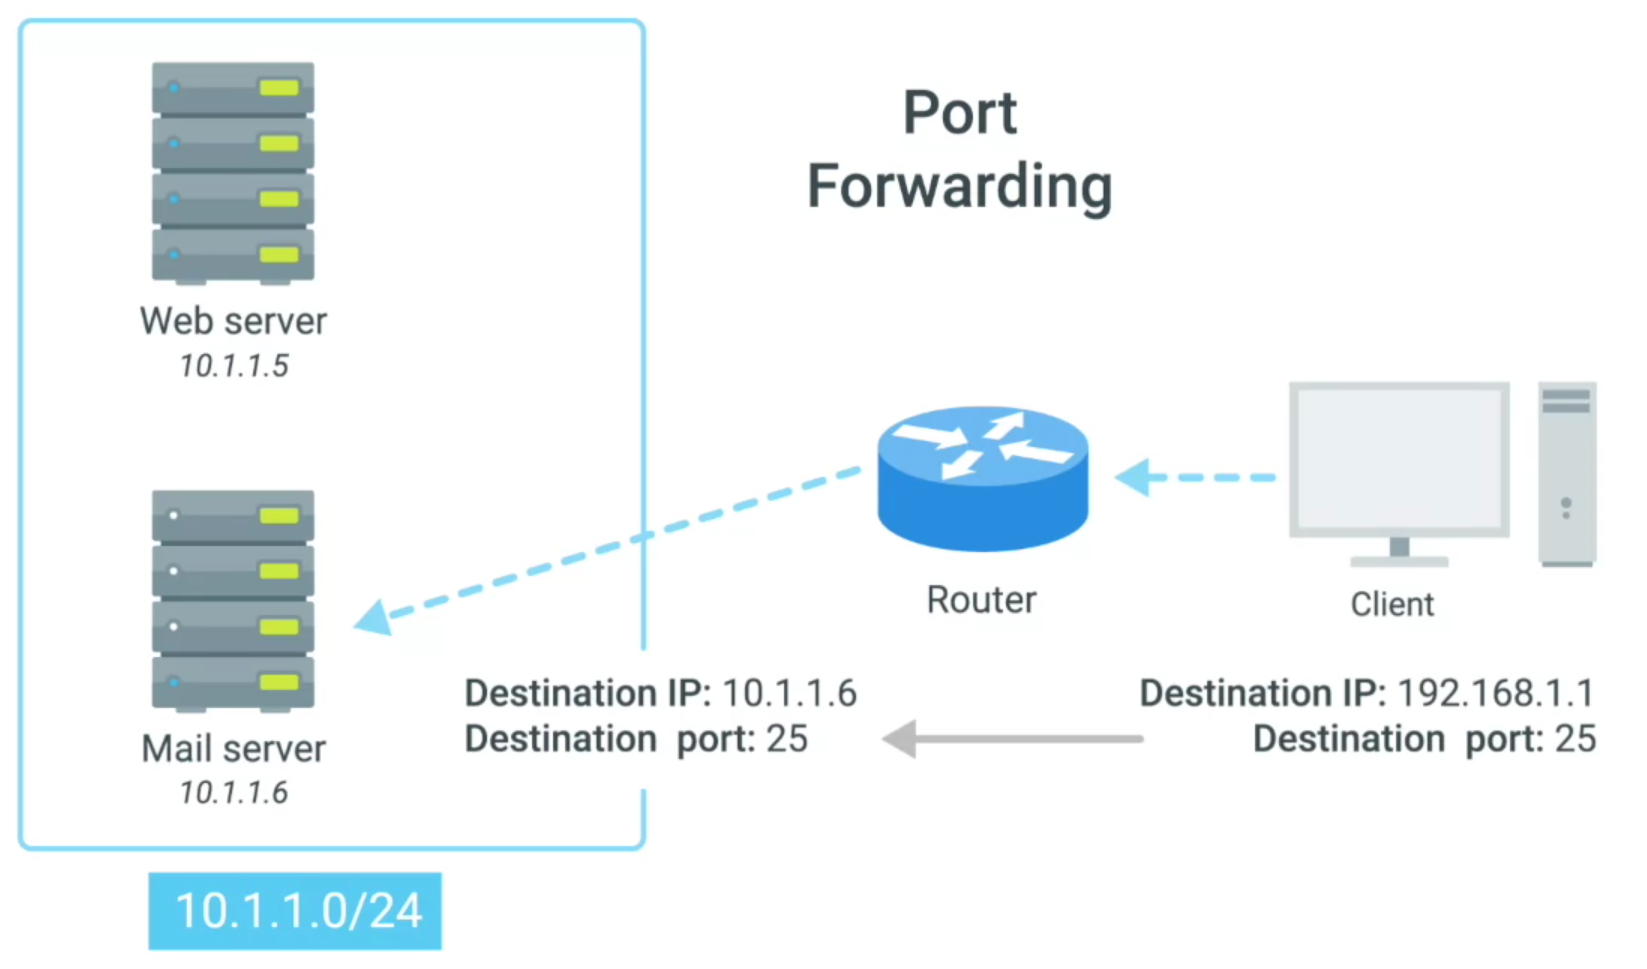 Port
Forwarding
Web server
10.1.1.5
Router
Client
Mail server
10.1.1.6
Destination IP: 10.1.1.6
Destination port: 25
Destination IP: 192.168.1.1
Destination port: 25
10.1.1.0/24